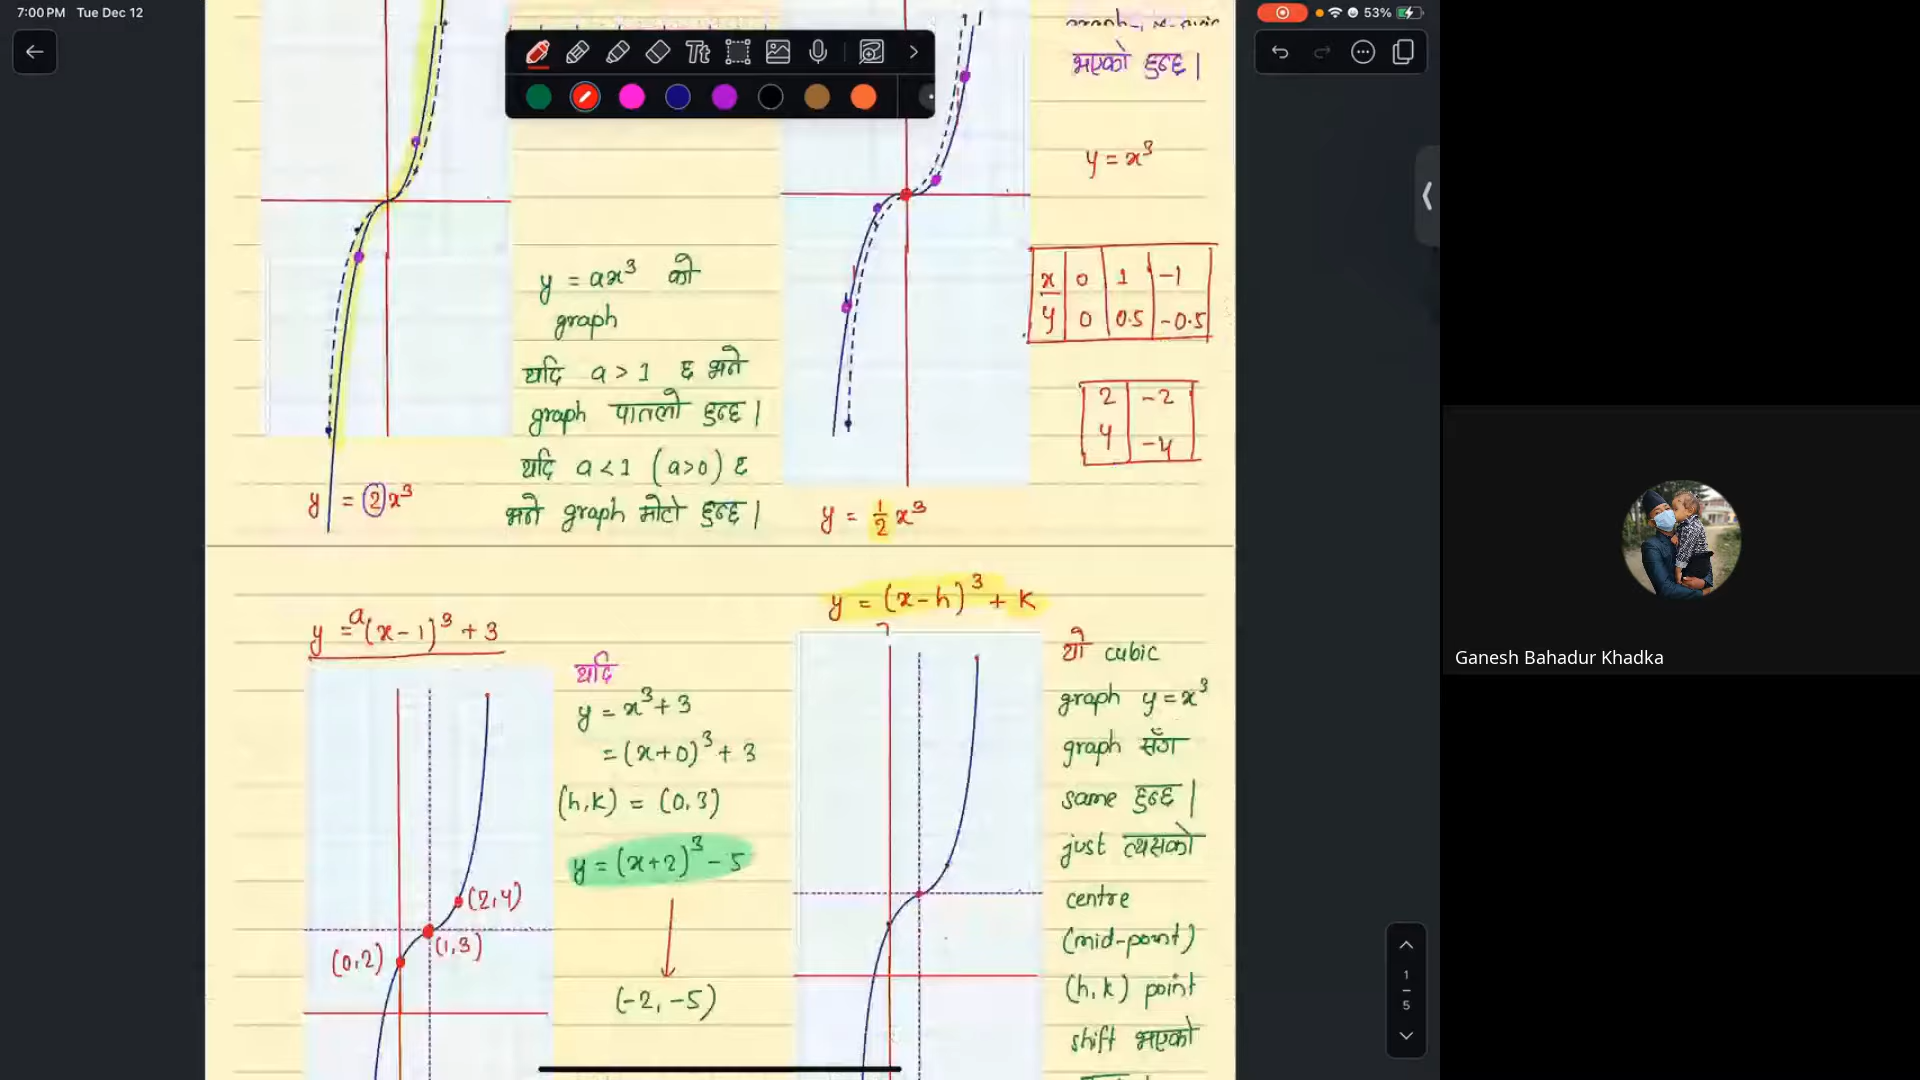 7:00 PM Tue Dec 12
53%
Tt
भएको हुन्छ |
y = x³
x 0 1 -1
y 0 0.5 -0.5
2 -2
4 -4
y = ax³ को
graph
यदि a > 1 छ भने
graph पातलो हुन्छ |
यदि a < 1 (a>0) छ
भने graph मोटो हुन्छ |
y = 2x³
y = 1/2 x³
y = a(x-1)³ + 3
(2,4)
(1,3)
(0,2)
यदि
y = x³ + 3
= (x+0)³ + 3
(h,k) = (0,3)
y = (x+2)³ - 5
(-2, -5)
y = (x-h)³ + k
यो cubic
graph y = x³
graph सँग
same हुन्छ |
just त्यसको
centre
(mid-point)
(h,k) point
shift भएको
1
5
Ganesh Bahadur Khadka